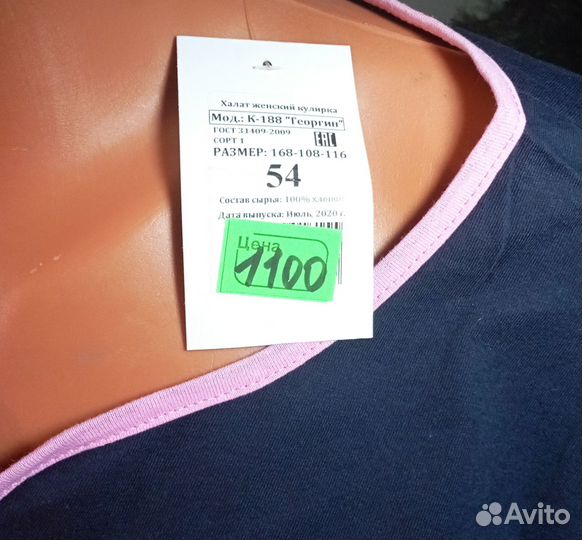 Халат женский кулирка
Мод.: К-188 "Георгин"
ГОСТ 31409-2009
СОРТ 1
EAC
РАЗМЕР: 168-108-116
54
Состав сырья: 100%
Дата выпуска: Июль, 2020 г.
Цена
1100
Avito